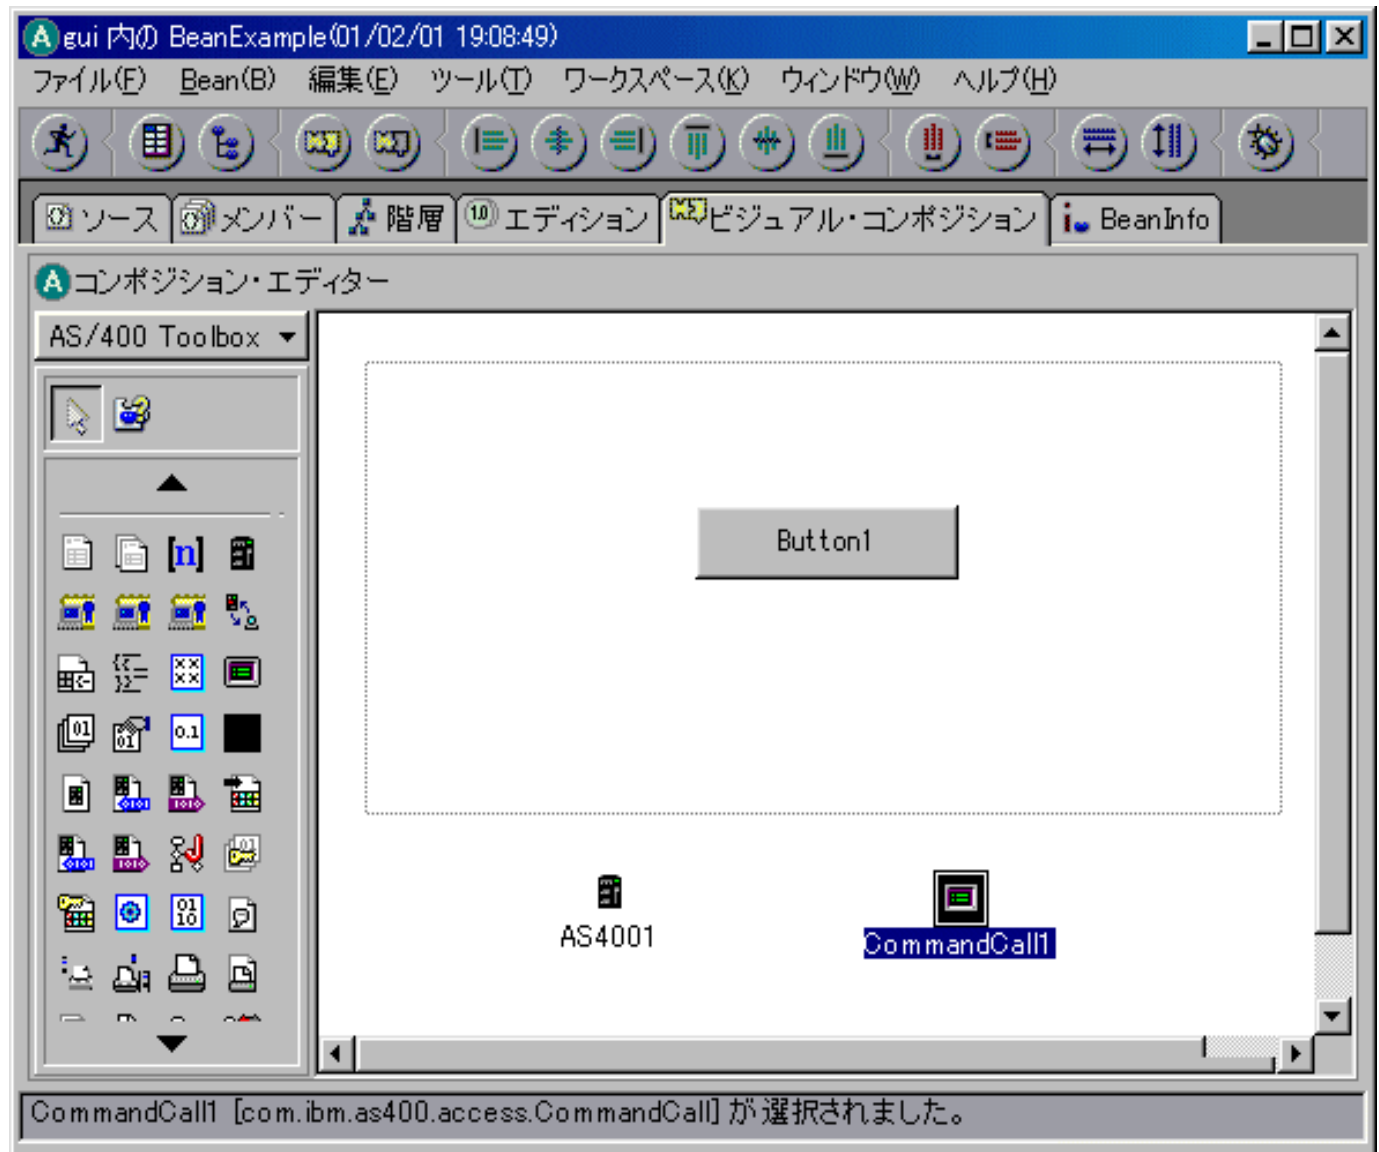 gui 内の BeanExample(01/02/01 19:08:49)
ファイル(F) Bean(B) 編集(E) ツール(T) ワークスペース(K) ウィンドウ(W) ヘルプ(H)
ソース メンバー 階層 1.0 エディション ビジュアル・コンポジション BeanInfo
A コンポジション・エディター
AS/400 Toolbox
Button1
AS4001
CommandCall1
CommandCall1 [com.ibm.as400.access.CommandCall] が選択されました。